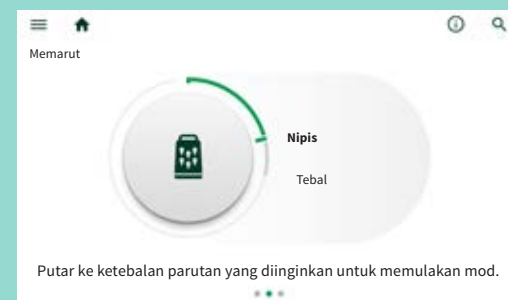 Memarut
Nipis
Tebal
Putar ke ketebalan parutan yang diinginkan untuk memulakan mod.